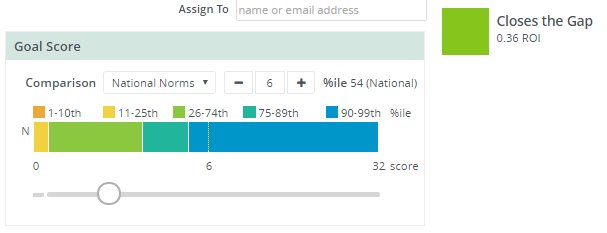 Assign To name or email address
Closes the Gap
0.36 ROI
Goal Score
Comparison National Norms ▼ − 6 + %ile 54 (National)
1-10th 11-25th 26-74th 75-89th 90-99th %ile
N
0 6 32 score